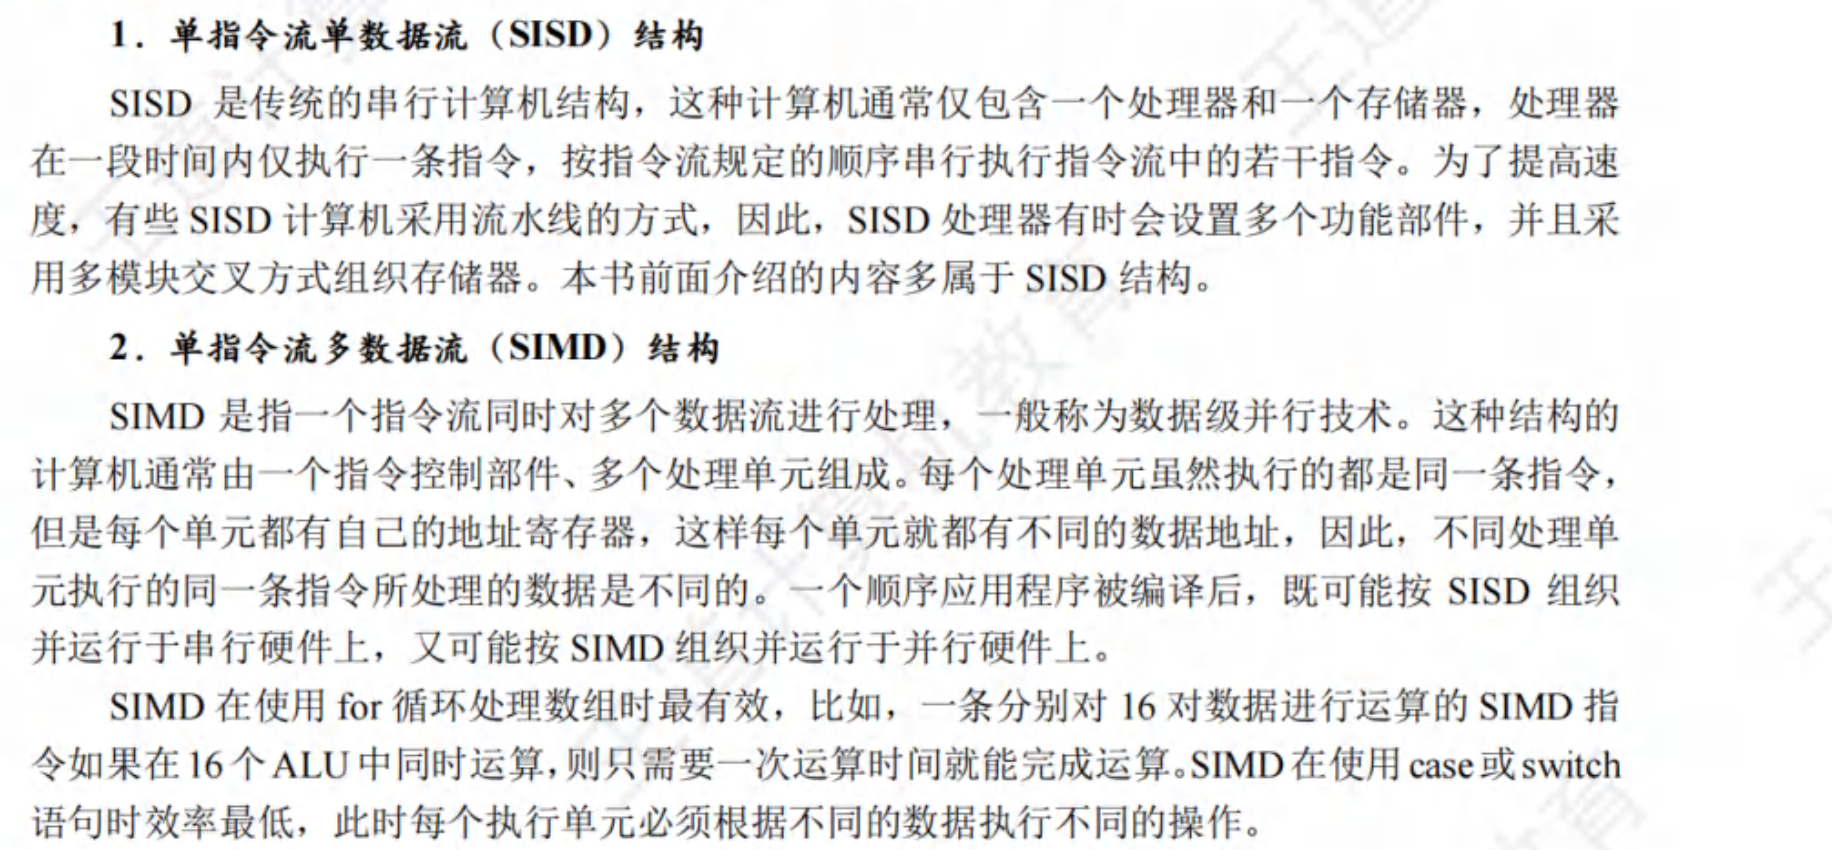 1．单指令流单数据流（SISD）结构
SISD 是传统的串行计算机结构，这种计算机通常仅包含一个处理器和一个存储器，处理器
在一段时间内仅执行一条指令，按指令流规定的顺序串行执行指令流中的若干指令。为了提高速
度，有些 SISD 计算机采用流水线的方式，因此，SISD 处理器有时会设置多个功能部件，并且采
用多模块交叉方式组织存储器。本书前面介绍的内容多属于 SISD 结构。
2．单指令流多数据流（SIMD）结构
SIMD 是指一个指令流同时对多个数据流进行处理，一般称为数据级并行技术。这种结构的
计算机通常由一个指令控制部件、多个处理单元组成。每个处理单元虽然执行的都是同一条指令，
但是每个单元都有自己的地址寄存器，这样每个单元就都有不同的数据地址，因此，不同处理单
元执行的同一条指令所处理的数据是不同的。一个顺序应用程序被编译后，既可能按 SISD 组织
并运行于串行硬件上，又可能按 SIMD 组织并运行于并行硬件上。
SIMD 在使用 for 循环处理数组时最有效，比如，一条分别对 16 对数据进行运算的 SIMD 指
令如果在 16 个 ALU 中同时运算，则只需要一次运算时间就能完成运算。SIMD 在使用 case 或 switch
语句时效率最低，此时每个执行单元必须根据不同的数据执行不同的操作。
王道计算机教育